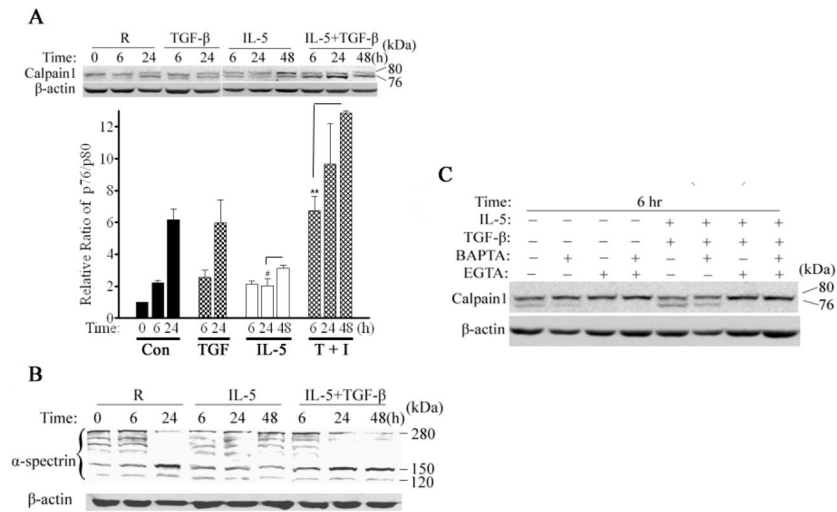 A
R TGF-β IL-5 IL-5+TGF-β
(kDa)
Time: 0 6 24 6 24 6 24 48 6 24 48(h)
Calpain1
80
76
β-actin
Relative Ratio of p76/p80
12
10
8
6
4
2
0
**
#
Time: 0 6 24 6 24 6 24 48 6 24 48 (h)
Con TGF IL-5 T + I
B
R IL-5 IL-5+TGF-β
(kDa)
Time: 0 6 24 6 24 48 6 24 48(h)
α-spectrin
280
150
120
β-actin
C
Time: 6 hr
IL-5: − − − − + + + +
TGF-β: − − − − + + + +
BAPTA: − + − + − + − +
EGTA: − − + + − − + +
(kDa)
Calpain1
80
76
β-actin